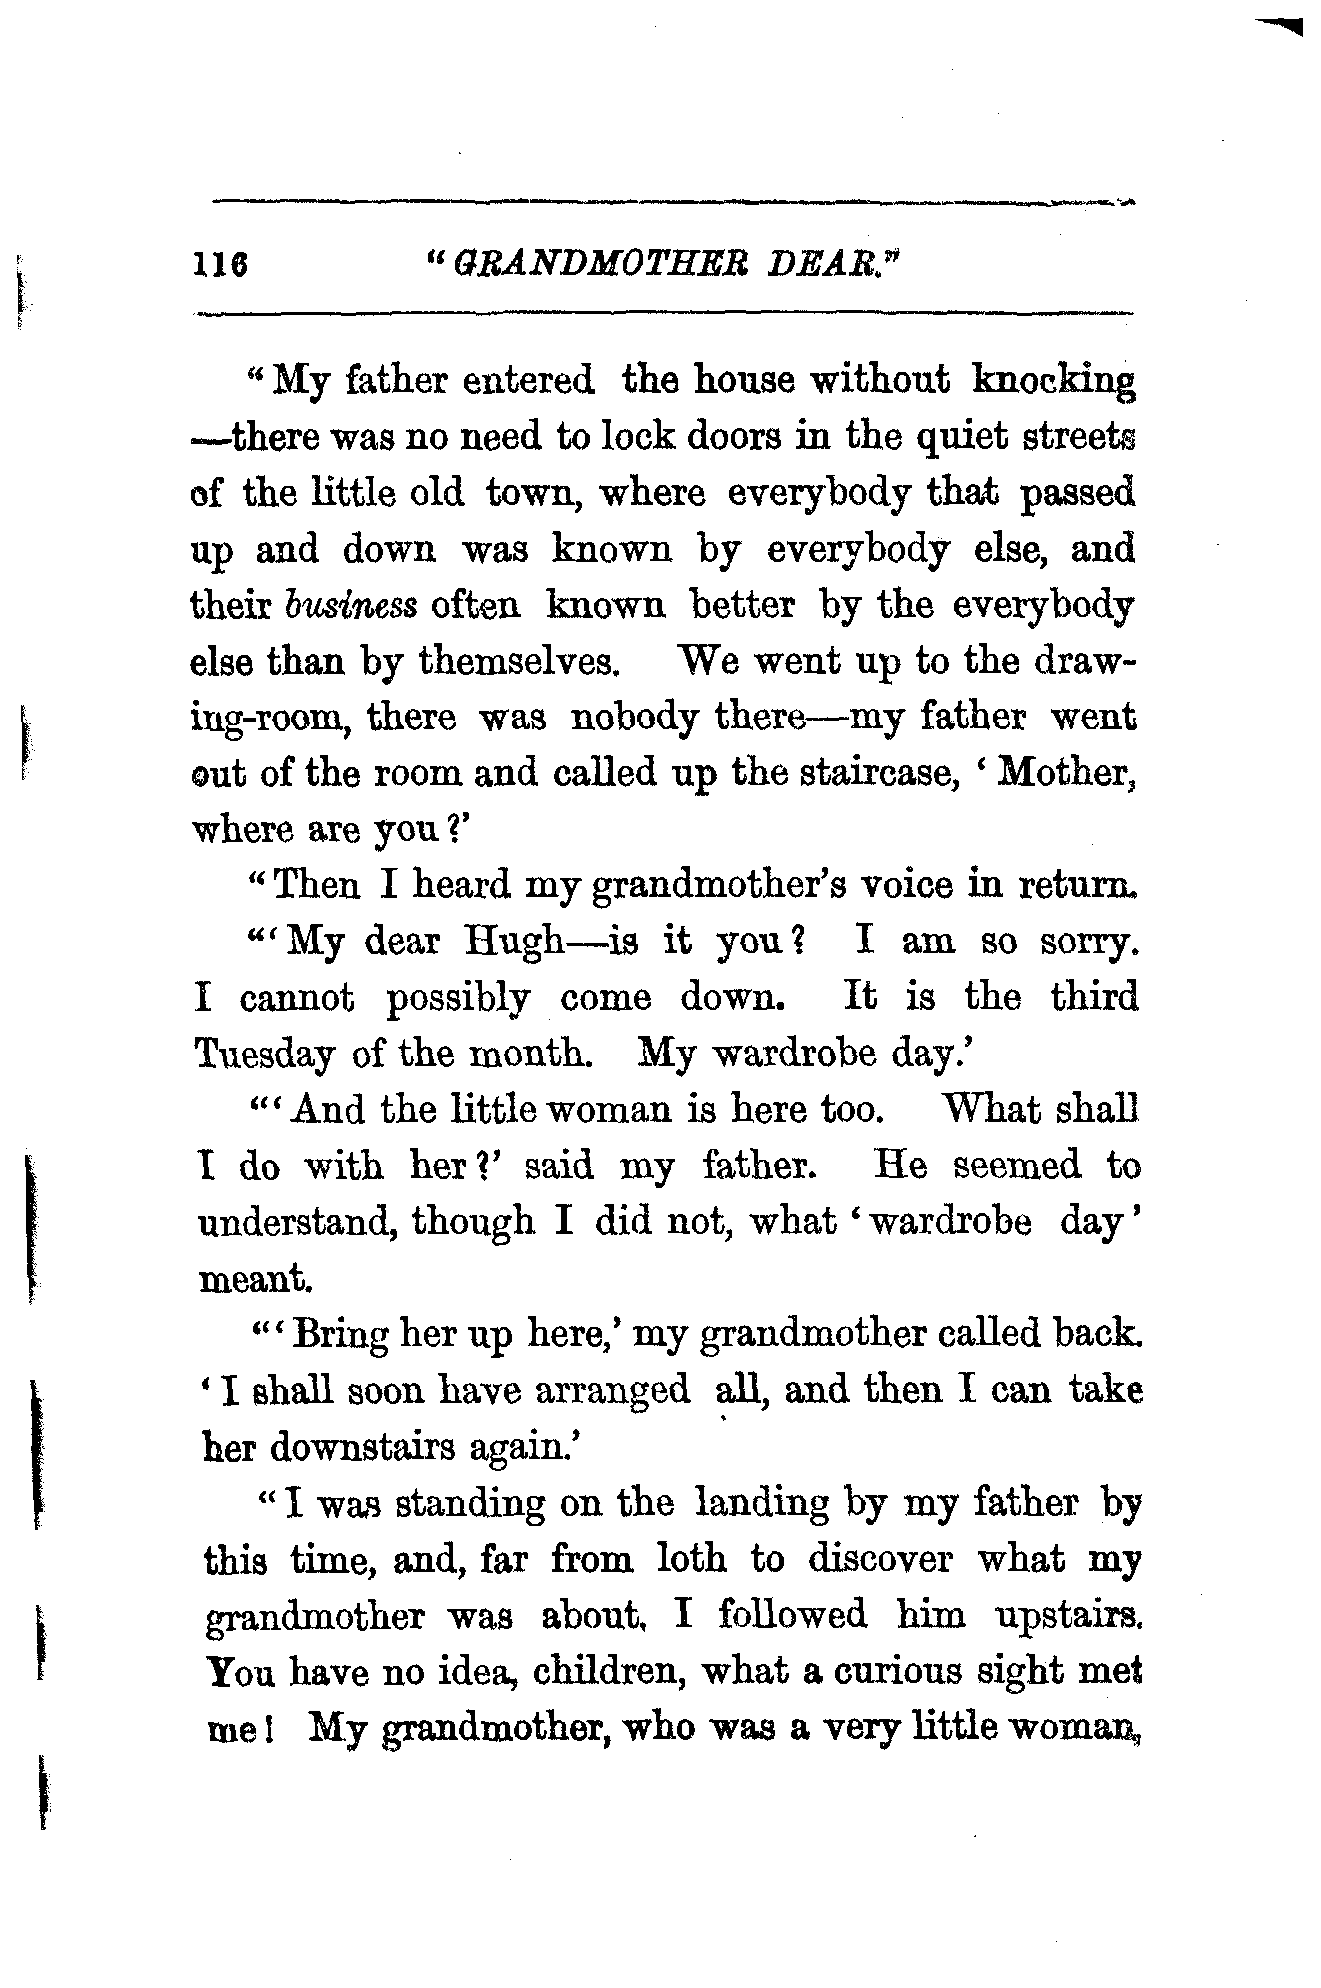 116 "GRANDMOTHER DEAR."
"My father entered the house without knocking
—there was no need to lock doors in the quiet streets
of the little old town, where everybody that passed
up and down was known by everybody else, and
their business often known better by the everybody
else than by themselves. We went up to the draw-
ing-room, there was nobody there—my father went
out of the room and called up the staircase, 'Mother,
where are you?'
"Then I heard my grandmother's voice in return.
"'My dear Hugh—is it you? I am so sorry.
I cannot possibly come down. It is the third
Tuesday of the month. My wardrobe day.'
"'And the little woman is here too. What shall
I do with her?' said my father. He seemed to
understand, though I did not, what 'wardrobe day'
meant.
"'Bring her up here,' my grandmother called back.
'I shall soon have arranged all, and then I can take
her downstairs again.'
"I was standing on the landing by my father by
this time, and, far from loth to discover what my
grandmother was about, I followed him upstairs.
You have no idea, children, what a curious sight met
me! My grandmother, who was a very little woman,